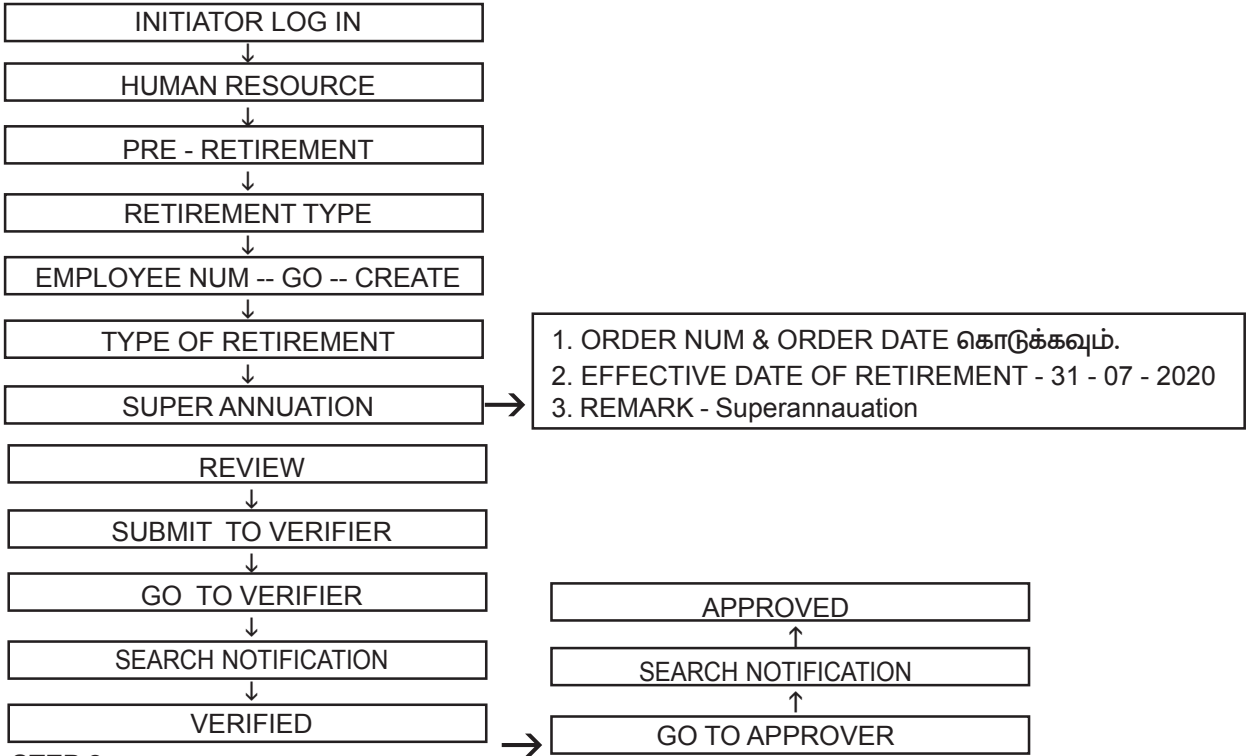 INITIATOR LOG IN
↓
HUMAN RESOURCE
↓
PRE - RETIREMENT
↓
RETIREMENT TYPE
↓
EMPLOYEE NUM -- GO -- CREATE
↓
TYPE OF RETIREMENT
↓
SUPER ANNUATION
→
1. ORDER NUM & ORDER DATE கொடுக்கவும்.
2. EFFECTIVE DATE OF RETIREMENT - 31 - 07 - 2020
3. REMARK - Superannauation
REVIEW
↓
SUBMIT TO VERIFIER
↓
GO TO VERIFIER
↓
SEARCH NOTIFICATION
↓
VERIFIED
→
GO TO APPROVER
↑
SEARCH NOTIFICATION
↑
APPROVED